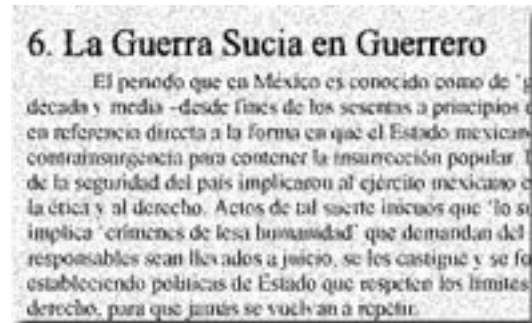 6. La Guerra Sucia en Guerrero
El periodo que en México es conocido como de
década y media –desde fines de los sesentas a principios
en referencia directa a la forma en que el Estado
contrainsurgencia para contener la insurrección popular.
de la seguridad del país implicaron al ejército mexicano
la ética y al derecho. Actos de tal suerte inicuos que "lo
implica 'crímenes de lesa humanidad' que demandan del
responsables sean llevados a juicio, se les castigue y se
estableciendo políticas de Estado que respeten los límites
derecho, para que jamás se vuelvan a repetir.